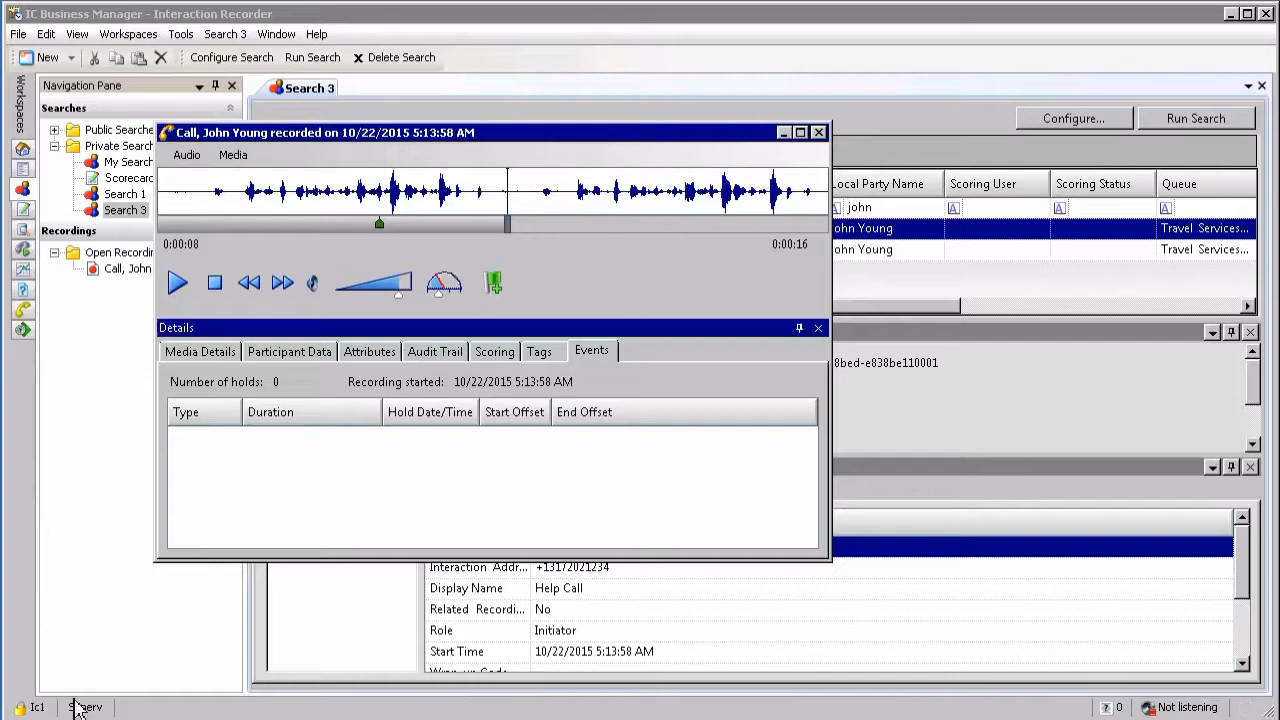 IC Business Manager - Interaction Recorder
File Edit View Workspaces Tools Search 3 Window Help
New Configure Search Run Search Delete Search
Workspaces
Navigation Pane
Searches
Public Searche
Private Search
My Search
Scorecard
Search 1
Search 3
Recordings
Open Recordin
Call, John
Search 3
Configure... Run Search
Local Party Name Scoring User Scoring Status Queue
john
ohn Young Travel Services...
ohn Young Travel Services...
8bed-e838be110001
Call, John Young recorded on 10/22/2015 5:13:58 AM
Audio Media
0:00:08 0:00:16
Details
Media Details Participant Data Attributes Audit Trail Scoring Tags Events
Number of holds: 0 Recording started: 10/22/2015 5:13:58 AM
Type Duration Hold Date/Time Start Offset End Offset
Interaction Addr... +13172021234
Display Name Help Call
Related Recordi... No
Role Initiator
Start Time 10/22/2015 5:13:58 AM
Ic1 0 Not listening